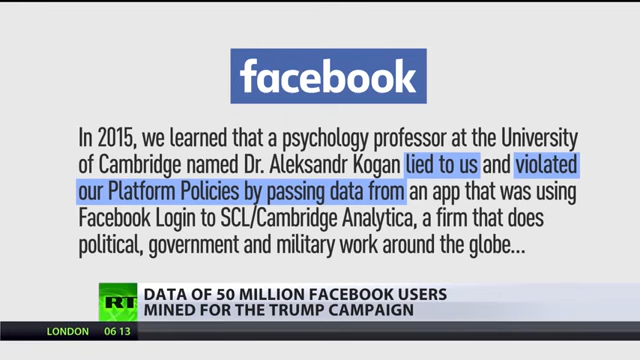 facebook
In 2015, we learned that a psychology professor at the University
of Cambridge named Dr. Aleksandr Kogan lied to us and violated
our Platform Policies by passing data from an app that was using
Facebook Login to SCL/Cambridge Analytica, a firm that does
political, government and military work around the globe...
RT
DATA OF 50 MILLION FACEBOOK USERS
MINED FOR THE TRUMP CAMPAIGN
LONDON 06 13